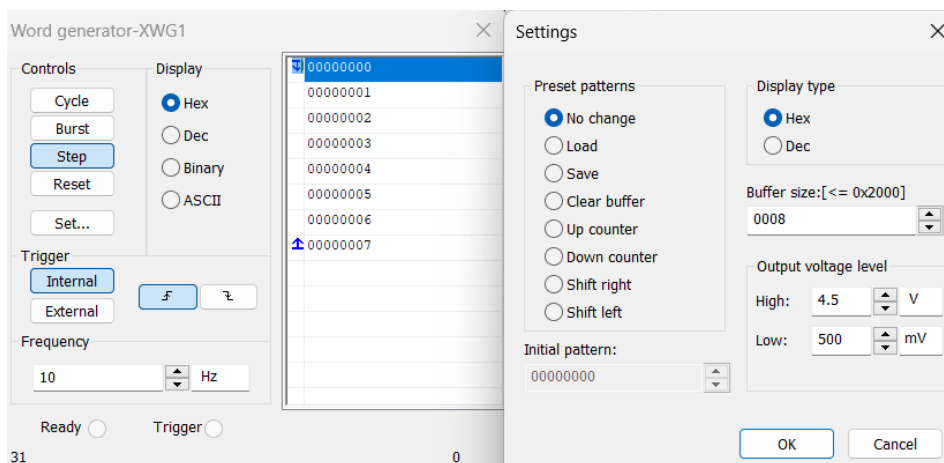 Word generator-XWG1
Controls
Cycle
Burst
Step
Reset
Set...
Display
Hex
Dec
Binary
ASCII
Trigger
Internal
External
Frequency
10
Hz
Ready
Trigger
31
0
00000000
00000001
00000002
00000003
00000004
00000005
00000006
00000007
Settings
Preset patterns
No change
Load
Save
Clear buffer
Up counter
Down counter
Shift right
Shift left
Initial pattern:
00000000
Display type
Hex
Dec
Buffer size:[<= 0x2000]
0008
Output voltage level
High: 4.5 V
Low: 500 mV
OK
Cancel